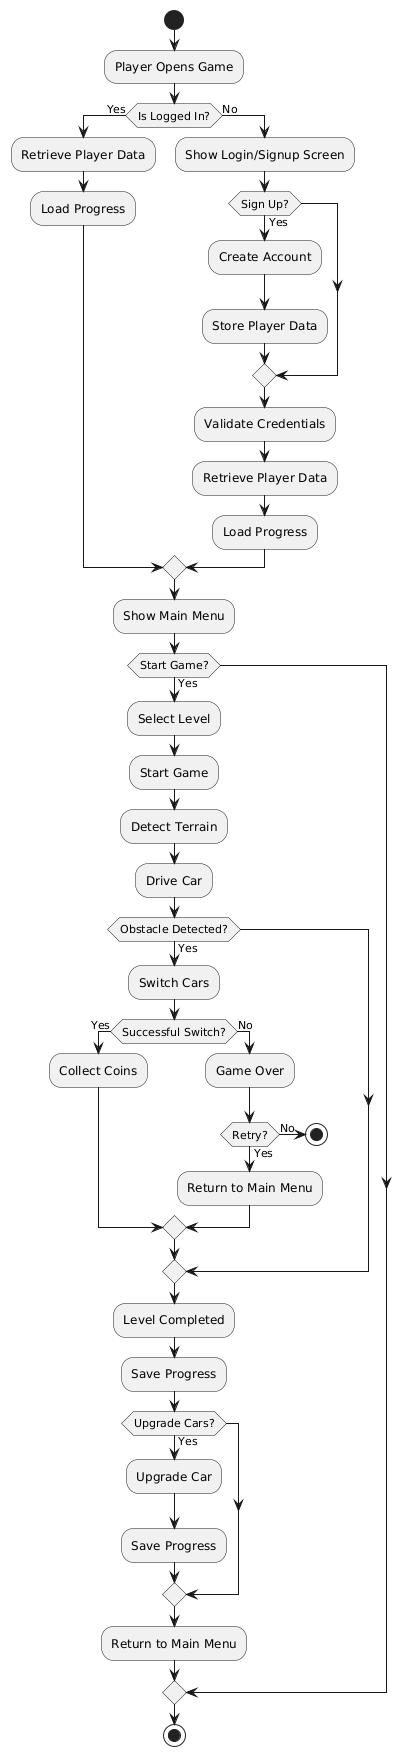 Player Opens Game
Yes
Is Logged In?
No
Retrieve Player Data
Load Progress
Show Login/Signup Screen
Sign Up?
Yes
Create Account
Store Player Data
Validate Credentials
Retrieve Player Data
Load Progress
Show Main Menu
Start Game?
Yes
Select Level
Start Game
Detect Terrain
Drive Car
Obstacle Detected?
Yes
Switch Cars
Yes
Successful Switch?
No
Collect Coins
Game Over
Retry?
No
Yes
Return to Main Menu
Level Completed
Save Progress
Upgrade Cars?
Yes
Upgrade Car
Save Progress
Return to Main Menu